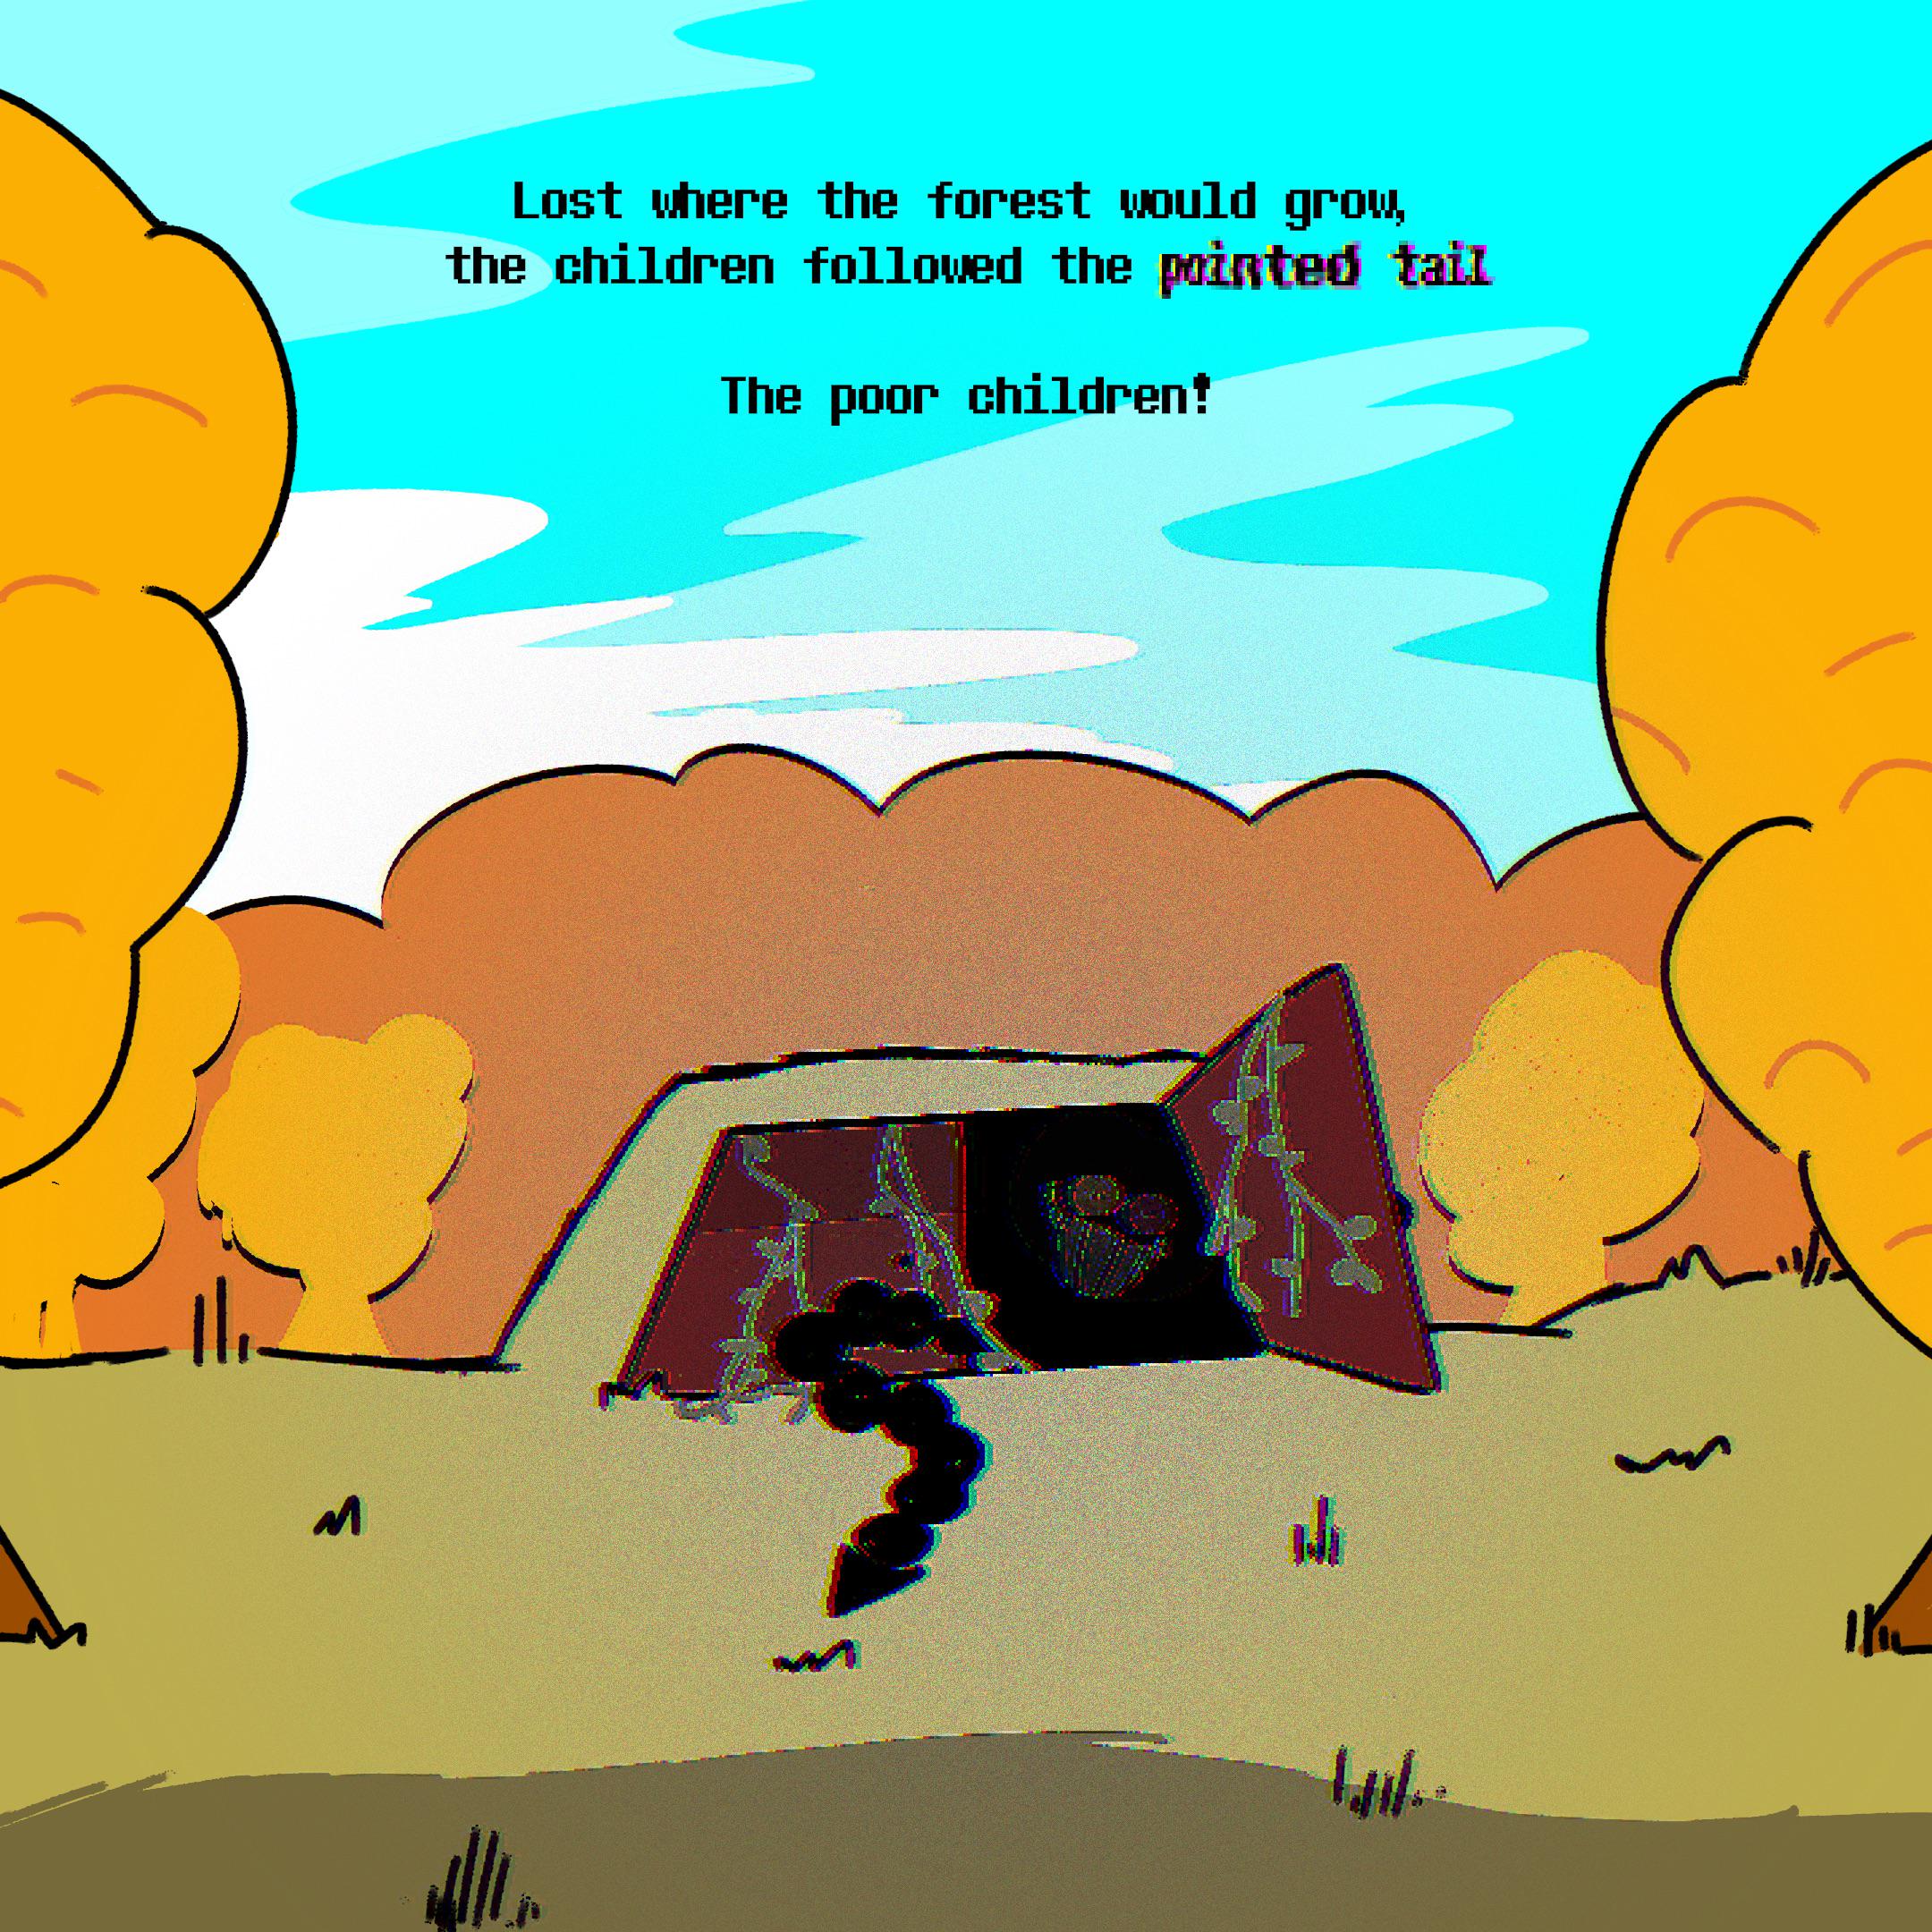 Lost where the forest would grow,
the children followed the pointed tail
The poor children!